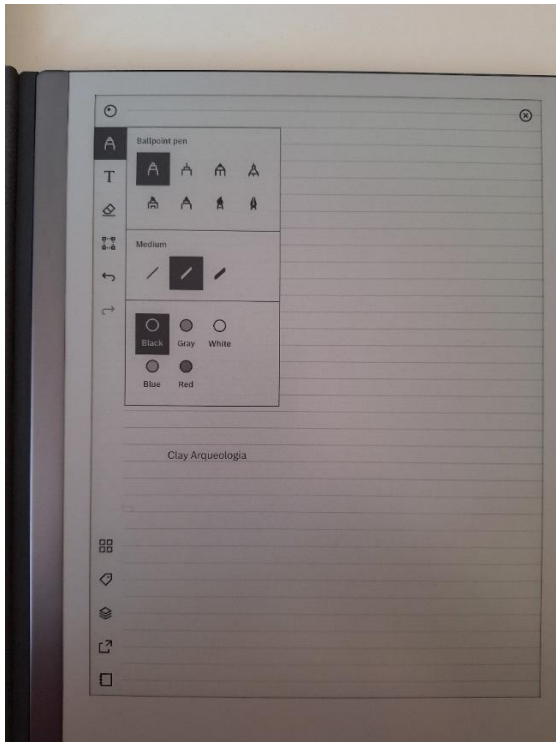 Ballpoint pen
T
Medium
Black Gray White
Blue Red
Clay Arqueologia